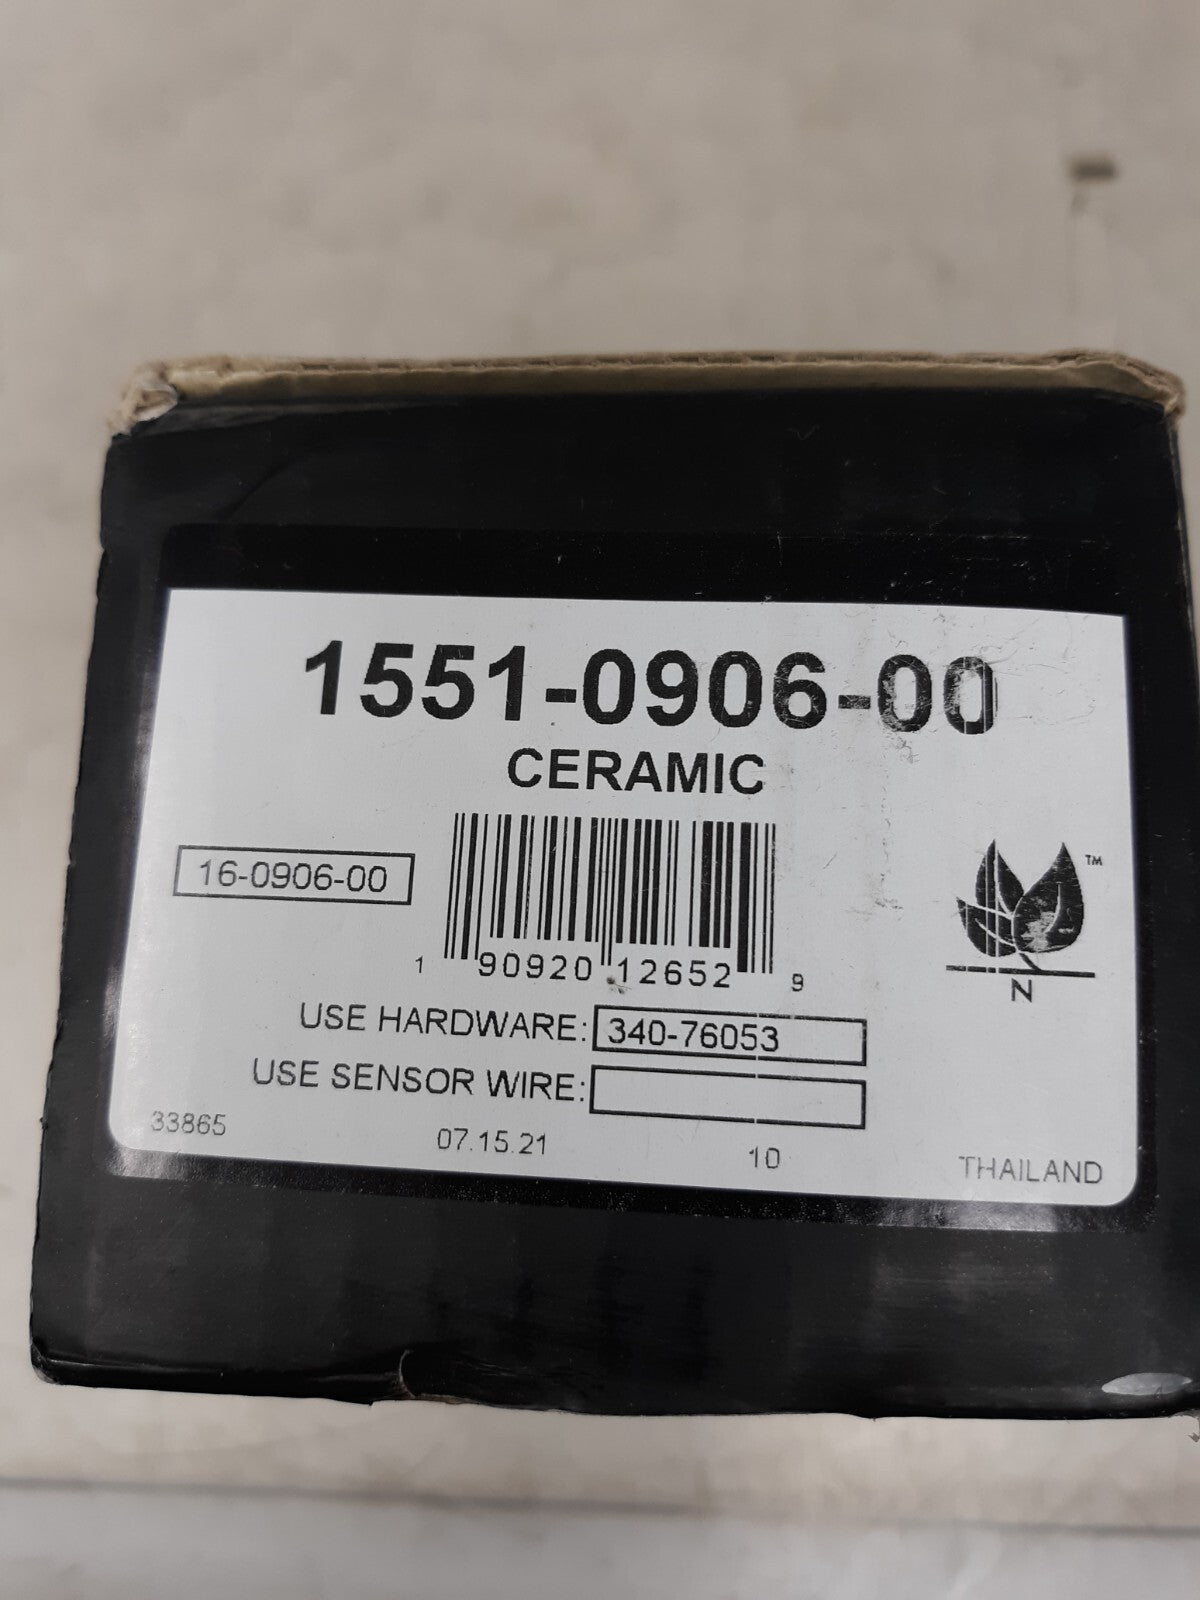 1551-0906-00
CERAMIC
16-0906-00
1 90920 12652 9
TM
N
USE HARDWARE: 340-76053
USE SENSOR WIRE:
33865 07.15.21 10 THAILAND